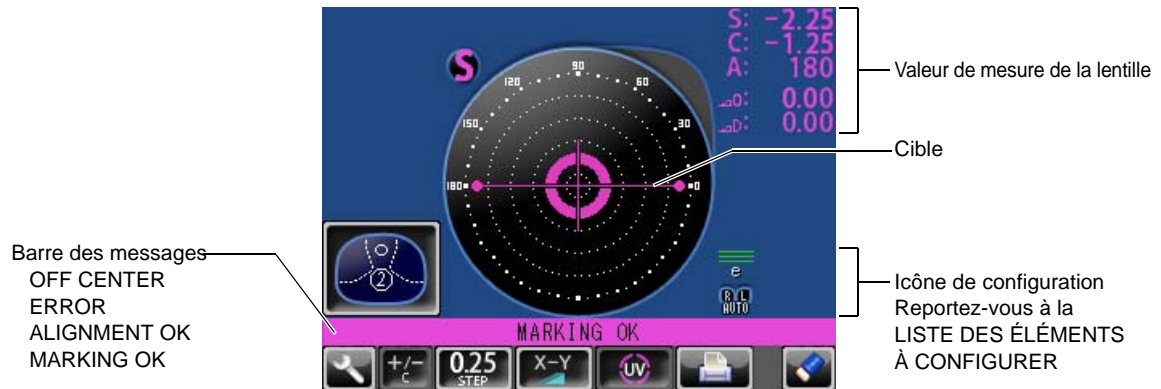 S: -2.25
C: -1.25
A: 180
⊿O: 0.00
⊿D: 0.00
Valeur de mesure de la lentille
S
90
120
60
150
30
180
0
Cible
2
e
R L
AUTO
Barre des messages
OFF CENTER
ERROR
ALIGNMENT OK
MARKING OK
Icône de configuration
Reportez-vous à la
LISTE DES ÉLÉMENTS
À CONFIGURER
MARKING OK
+/-
C
0.25
STEP
X-Y
UV